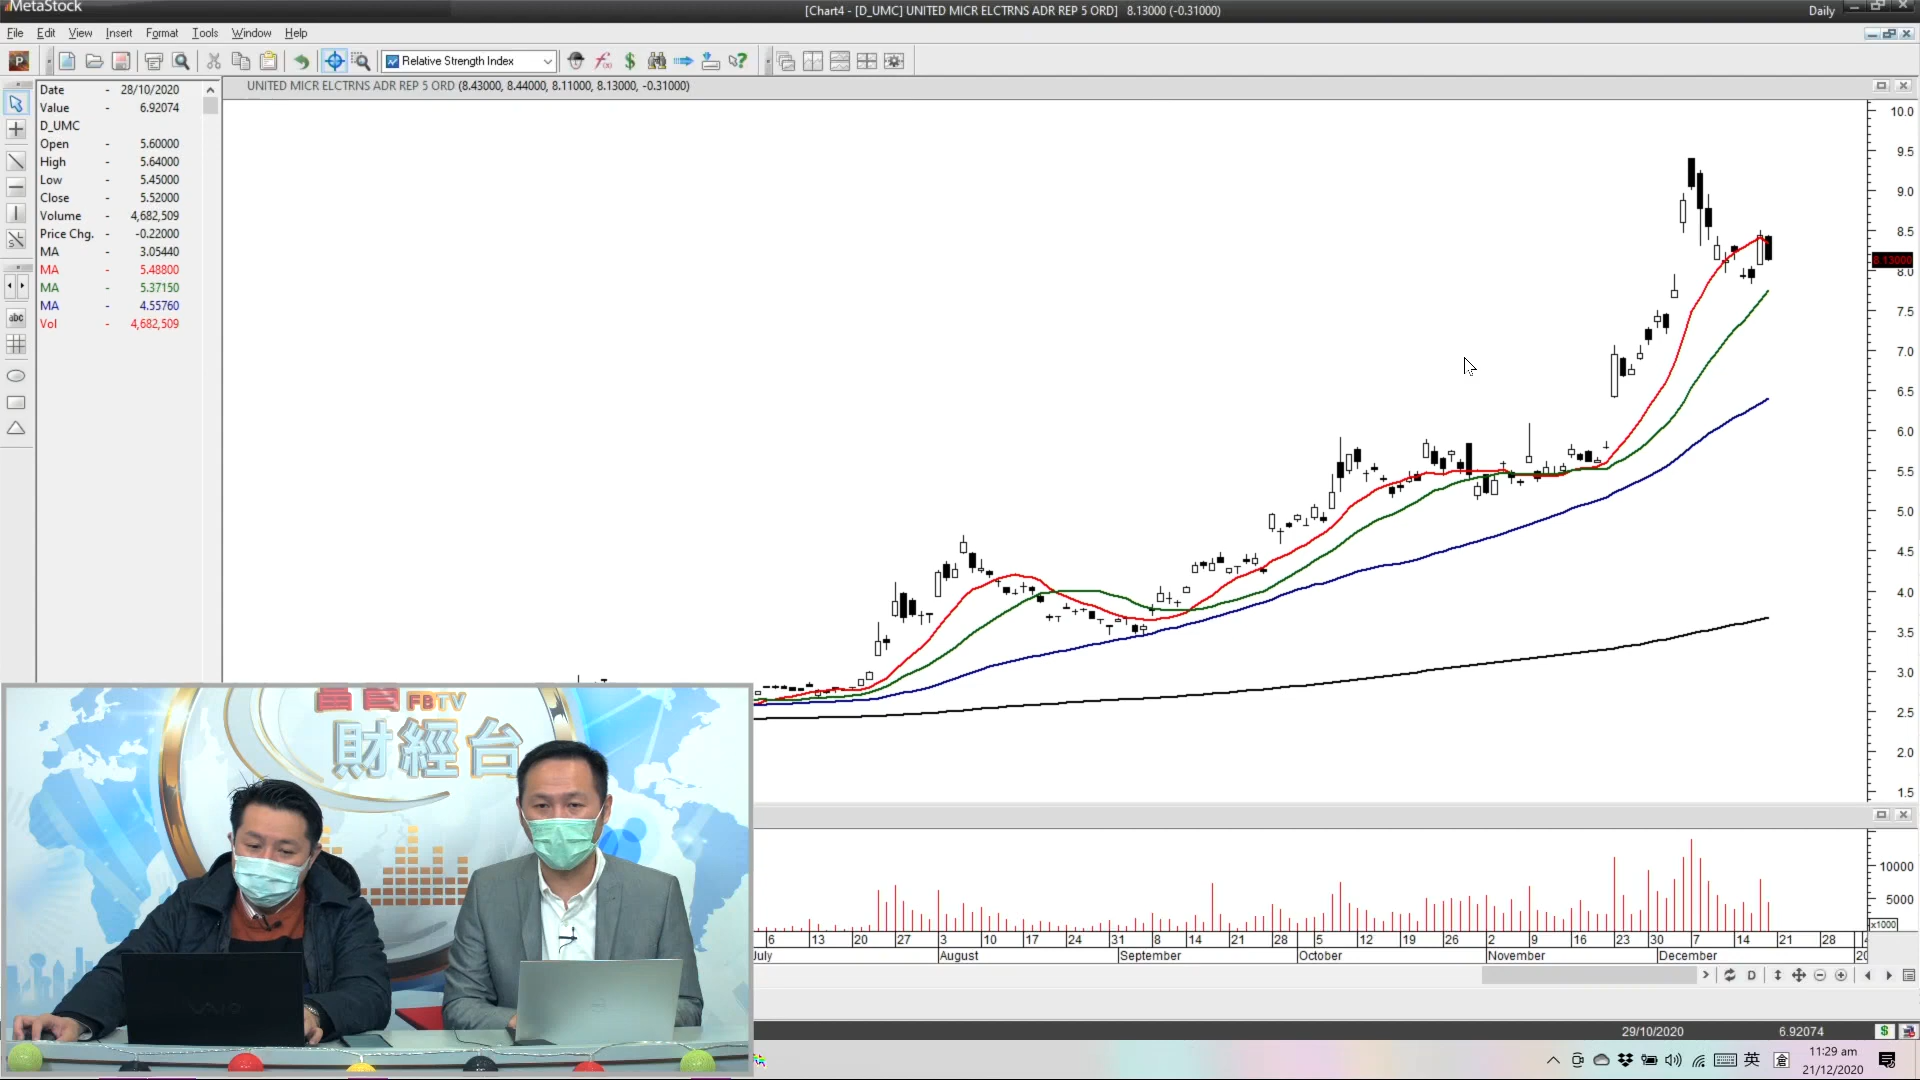 MetaStock
[Chart4 - [D_UMC] UNITED MICR ELCTRNS ADR REP 5 ORD] 8.13000 (-0.31000)
Daily
File Edit View Insert Format Tools Window Help
Relative Strength Index
UNITED MICR ELCTRNS ADR REP 5 ORD (8.43000, 8.44000, 8.11000, 8.13000, -0.31000)
Date - 28/10/2020
Value - 6.92074
D_UMC
Open - 5.60000
High - 5.64000
Low - 5.45000
Close - 5.52000
Volume - 4,682,509
Price Chg. - -0.22000
MA - 3.05440
MA - 5.48800
MA - 5.37150
MA - 4.55760
Vol - 4,682,509
abc
10.0
9.5
9.0
8.5
8.13000
8.0
7.5
7.0
6.5
6.0
5.5
5.0
4.5
4.0
3.5
3.0
2.5
2.0
1.5
10000
5000
x1000
6 13 20 27 3 10 17 24 31 8 14 21 28 5 12 19 26 2 9 16 23 30 7 14 21 28
July August September October November December
FBTV
財經台
VAIO
29/10/2020 6.92074
英 倉
11:29 am
21/12/2020